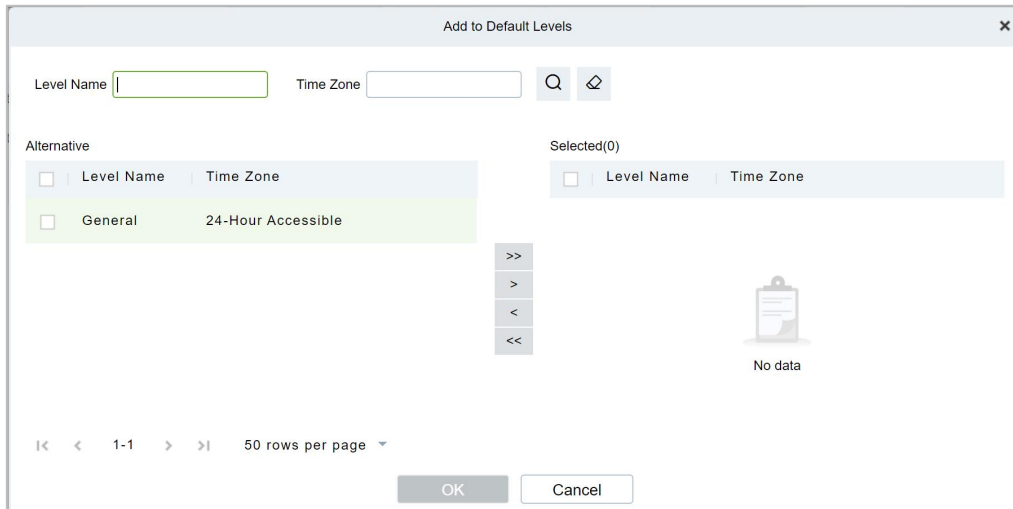 Add to Default Levels
Level Name Time Zone
Alternative
Level Name Time Zone
General 24-Hour Accessible
>>
>
<
<<
Selected(0)
Level Name Time Zone
No data
1-1 50 rows per page
OK Cancel